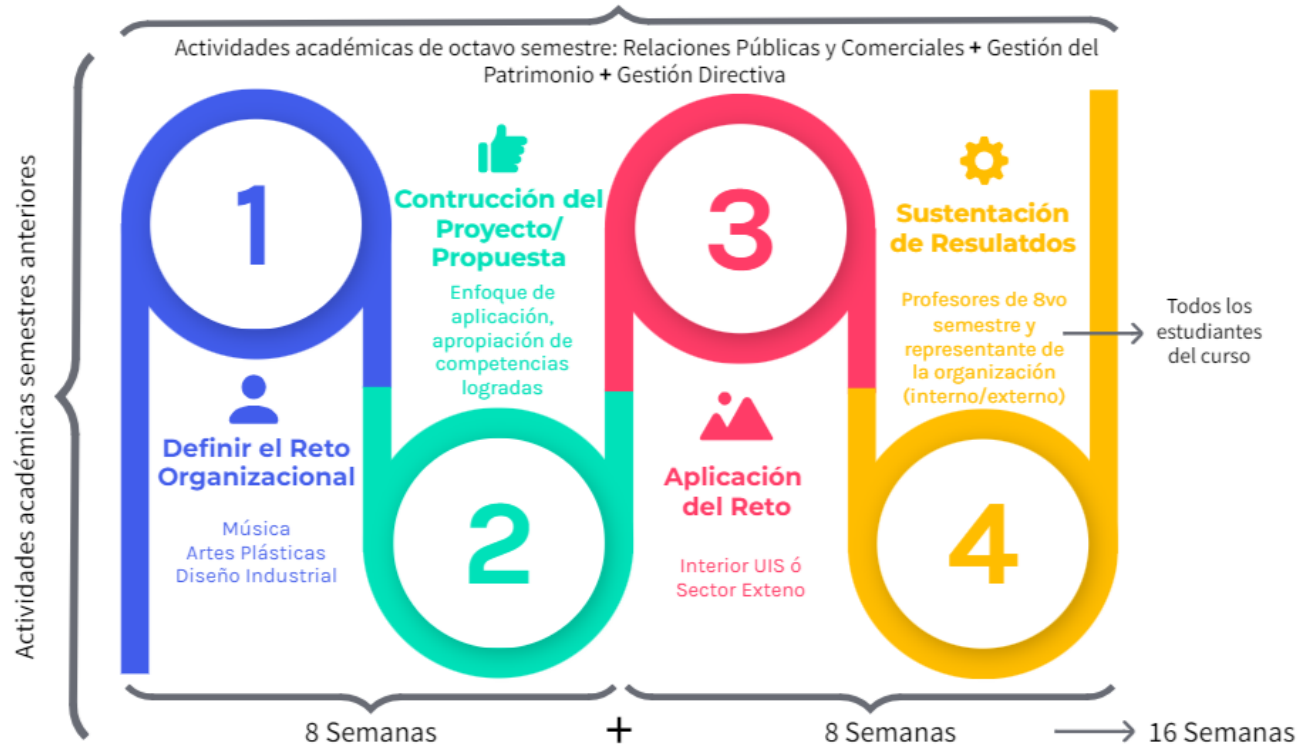 Actividades académicas de octavo semestre: Relaciones Públicas y Comerciales + Gestión del
Patrimonio + Gestión Directiva
Actividades académicas semestres anteriores
1
Definir el Reto
Organizacional
Música
Artes Plásticas
Diseño Industrial
Contrucción del
Proyecto/
Propuesta
Enfoque de
aplicación,
apropiación de
competencias
logradas
2
3
Aplicación
del Reto
Interior UIS ó
Sector Exteno
Sustentación
de Resulatdos
Profesores de 8vo
semestre y
representante de
la organización
(interno/externo)
4
Todos los
estudiantes
del curso
8 Semanas
+
8 Semanas
16 Semanas